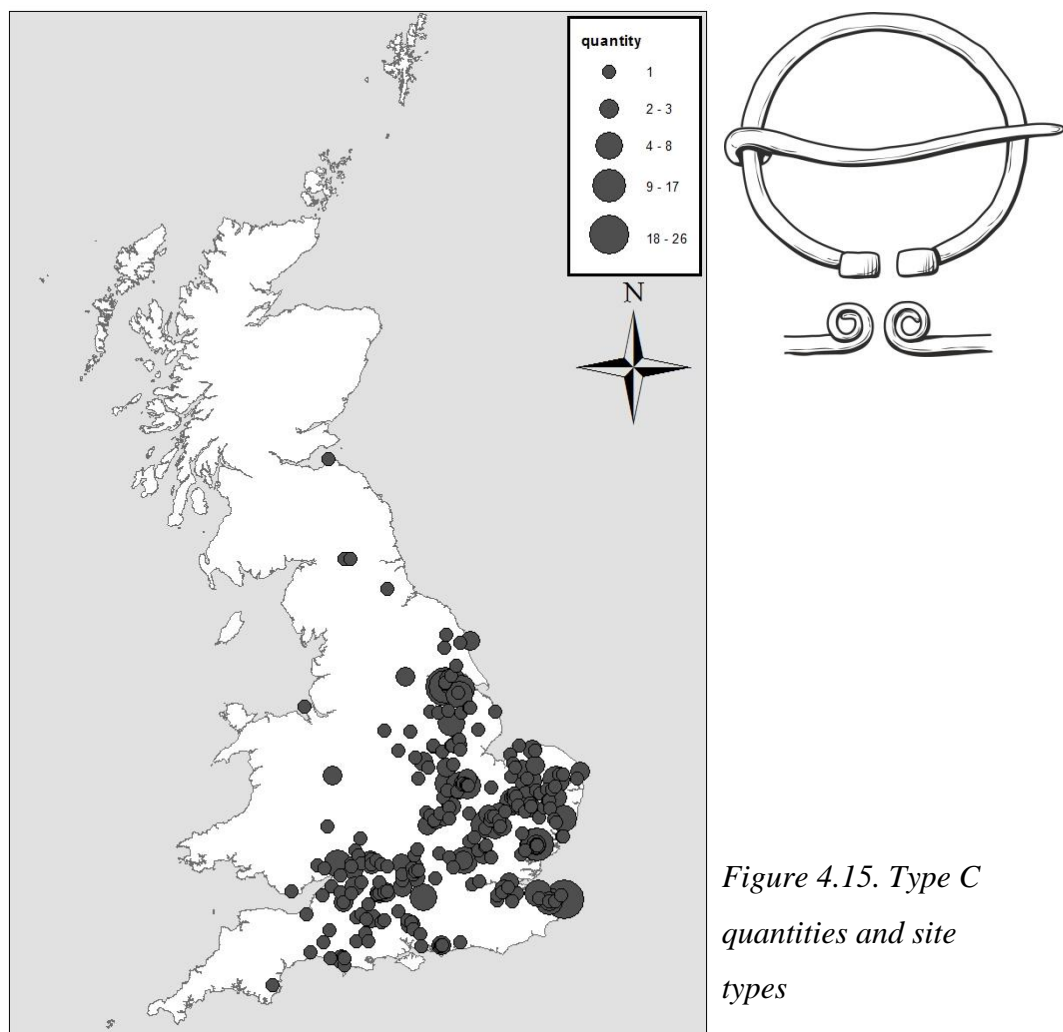 quantity
1
2 - 3
4 - 8
9 - 17
18 - 26
N
Figure 4.15. Type C
quantities and site
types